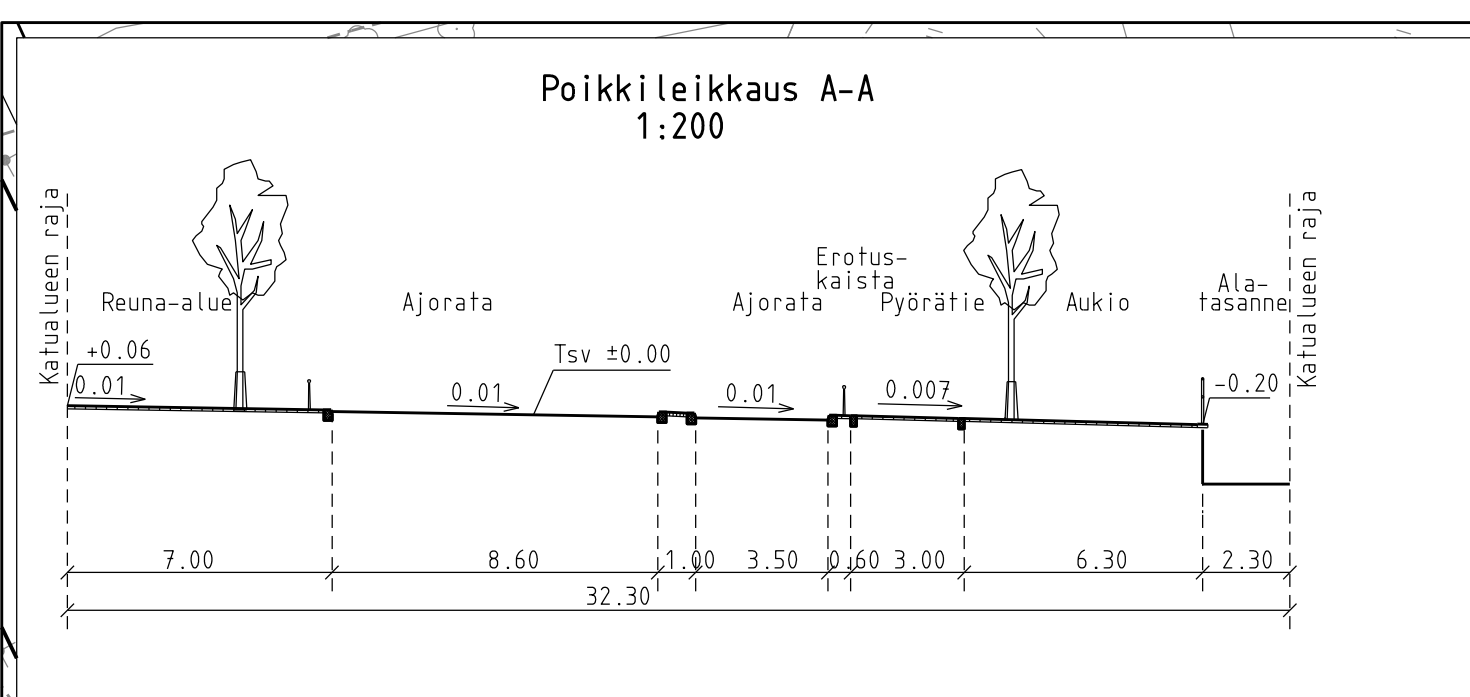 Poikkileikkaus A-A
1:200
Katualueen raja
Reuna-alue
Ajorata
Ajorata
Erotus-
kaista
Pyörätie
Aukio
Ala-
tasanne
Katualueen raja
+0.06
0.01
0.01
Tsv ±0.00
0.01
0.007
-0.20
7.00
8.60
1.00
3.50
0.60
3.00
6.30
2.30
32.30